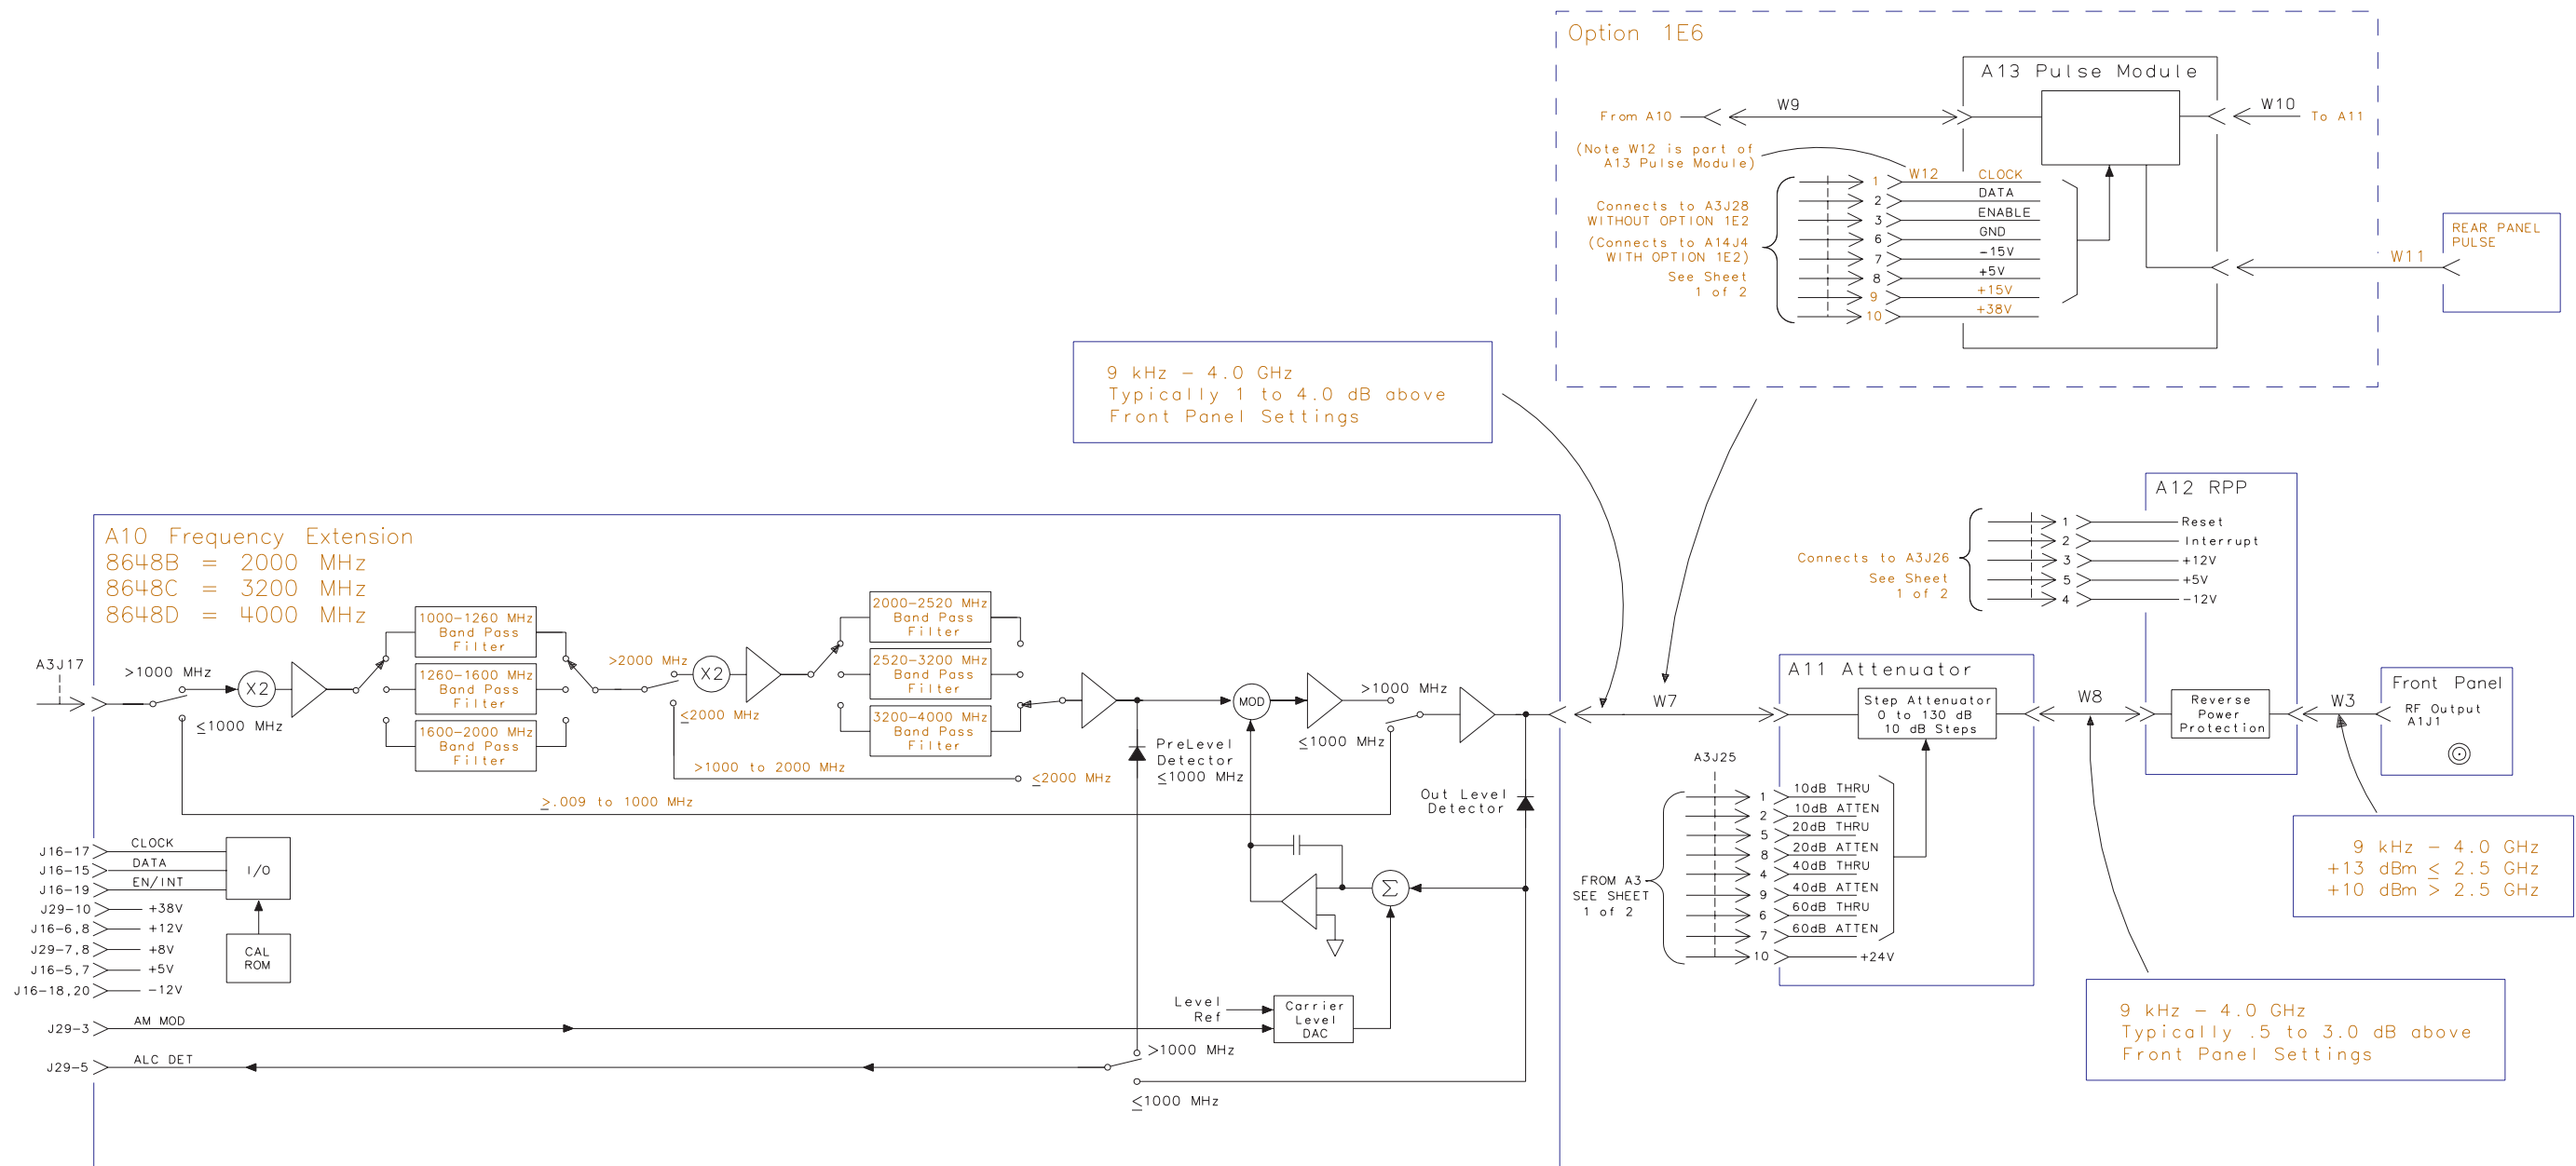 Option 1E6
A13 Pulse Module
From A10
W9
W10
To A11
(Note W12 is part of
A13 Pulse Module)
Connects to A3J28
WITHOUT OPTION 1E2
(Connects to A14J4
WITH OPTION 1E2)
See Sheet
1 of 2
1 W12 CLOCK
2 DATA
3 ENABLE
6 GND
7 -15V
8 +5V
9 +15V
10 +38V
W11
REAR PANEL
PULSE
9 kHz - 4.0 GHz
Typically 1 to 4.0 dB above
Front Panel Settings
A10 Frequency Extension
8648B = 2000 MHz
8648C = 3200 MHz
8648D = 4000 MHz
A3J17
>1000 MHz
≤1000 MHz
X2
1000-1260 MHz
Band Pass
Filter
1260-1600 MHz
Band Pass
Filter
1600-2000 MHz
Band Pass
Filter
>2000 MHz
≤2000 MHz
X2
2000-2520 MHz
Band Pass
Filter
2520-3200 MHz
Band Pass
Filter
3200-4000 MHz
Band Pass
Filter
>1000 to 2000 MHz
≤2000 MHz
≥.009 to 1000 MHz
PreLevel
Detector
≤1000 MHz
MOD
>1000 MHz
≤1000 MHz
Out Level
Detector
Σ
Level
Ref
Carrier
Level
DAC
>1000 MHz
≤1000 MHz
J16-17 CLOCK
J16-15 DATA
J16-19 EN/INT
J29-10 +38V
J16-6,8 +12V
J29-7,8 +8V
J16-5,7 +5V
J16-18,20 -12V
I/O
CAL
ROM
J29-3 AM MOD
J29-5 ALC DET
W7
A11 Attenuator
Step Attenuator
0 to 130 dB
10 dB Steps
A3J25
FROM A3
SEE SHEET
1 of 2
1 10dB THRU
2 10dB ATTEN
5 20dB THRU
8 20dB ATTEN
4 40dB THRU
9 40dB ATTEN
6 60dB THRU
7 60dB ATTEN
10 +24V
W8
A12 RPP
Connects to A3J26
See Sheet
1 of 2
1 Reset
2 Interrupt
3 +12V
5 +5V
4 -12V
Reverse
Power
Protection
W3
Front Panel
RF Output
A1J1
9 kHz - 4.0 GHz
+13 dBm ≤ 2.5 GHz
+10 dBm > 2.5 GHz
9 kHz - 4.0 GHz
Typically .5 to 3.0 dB above
Front Panel Settings